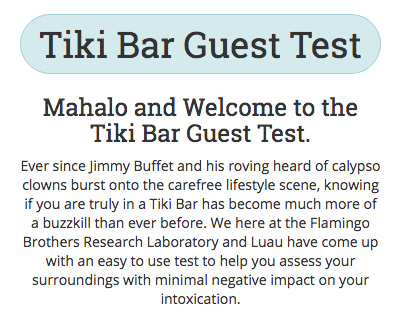 Tiki Bar Guest Test
Mahalo and Welcome to the
Tiki Bar Guest Test.
Ever since Jimmy Buffet and his roving heard of calypso
clowns burst onto the carefree lifestyle scene, knowing
if you are truly in a Tiki Bar has become much more of
a buzzkill than ever before. We here at the Flamingo
Brothers Research Laboratory and Luau have come up
with an easy to use test to help you assess your
surroundings with minimal negative impact on your
intoxication.